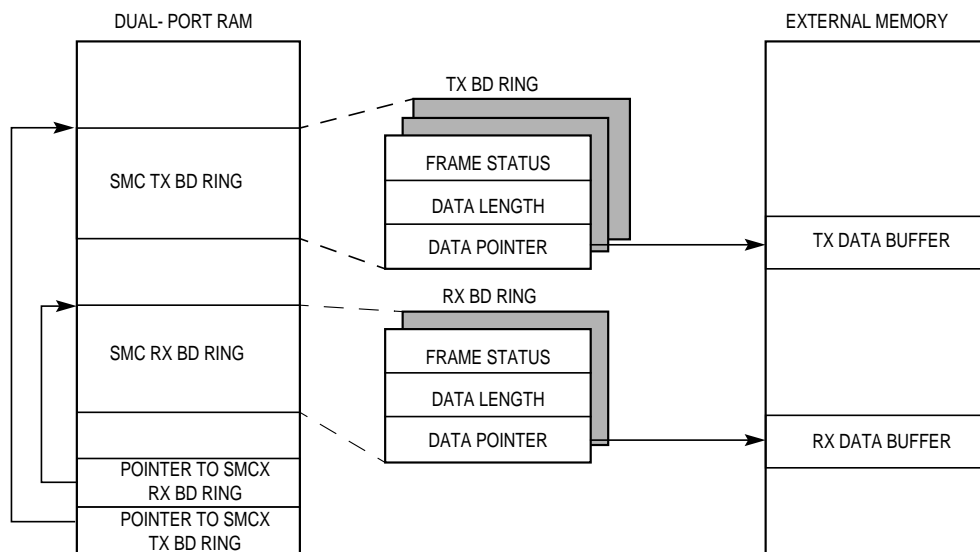 DUAL- PORT RAM
EXTERNAL MEMORY
TX BD RING
FRAME STATUS
DATA LENGTH
DATA POINTER
SMC TX BD RING
TX DATA BUFFER
RX BD RING
FRAME STATUS
DATA LENGTH
DATA POINTER
SMC RX BD RING
RX DATA BUFFER
POINTER TO SMCX
RX BD RING
POINTER TO SMCX
TX BD RING